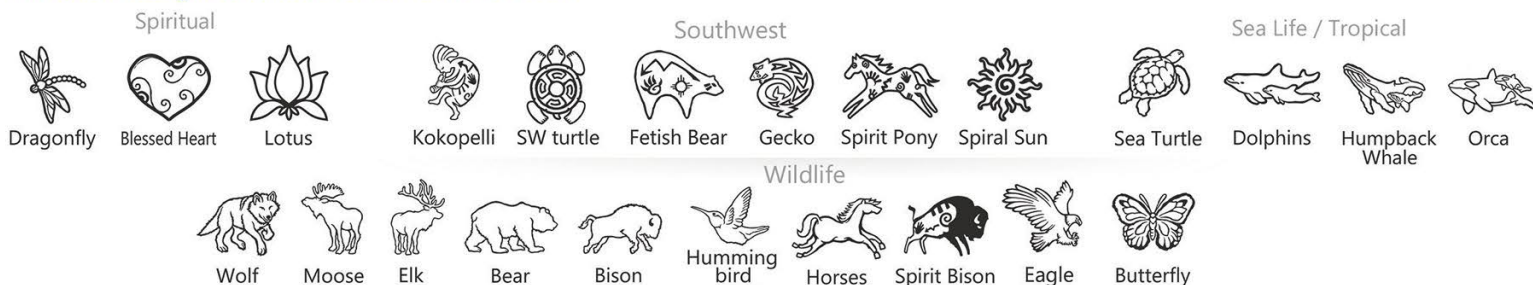 Spiritual
Southwest
Sea Life / Tropical
Dragonfly
Blessed Heart
Lotus
Kokopelli
SW turtle
Fetish Bear
Gecko
Spirit Pony
Spiral Sun
Sea Turtle
Dolphins
Humpback
Whale
Orca
Wildlife
Wolf
Moose
Elk
Bear
Bison
Humming
bird
Horses
Spirit Bison
Eagle
Butterfly